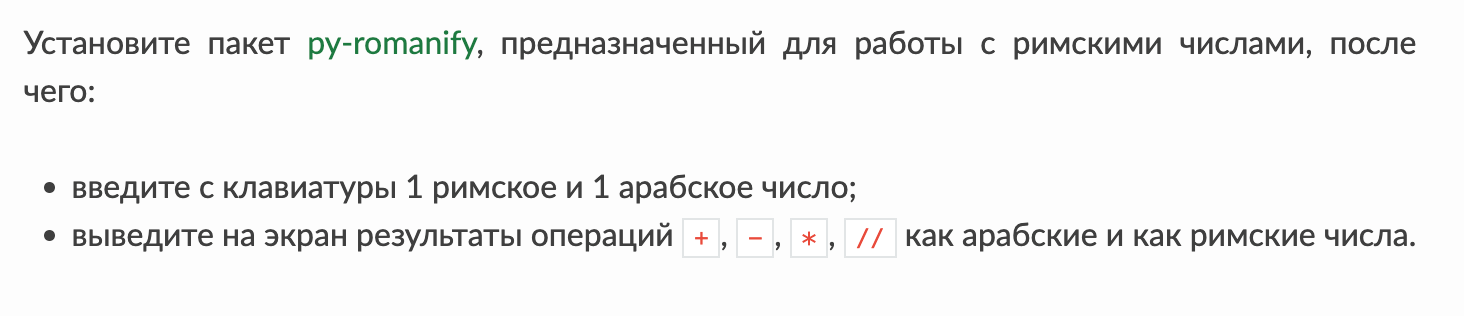 Установите пакет py-romanify, предназначенный для работы с римскими числами, после
чего:
• введите с клавиатуры 1 римское и 1 арабское число;
• выведите на экран результаты операций +, -, *, // как арабские и как римские числа.